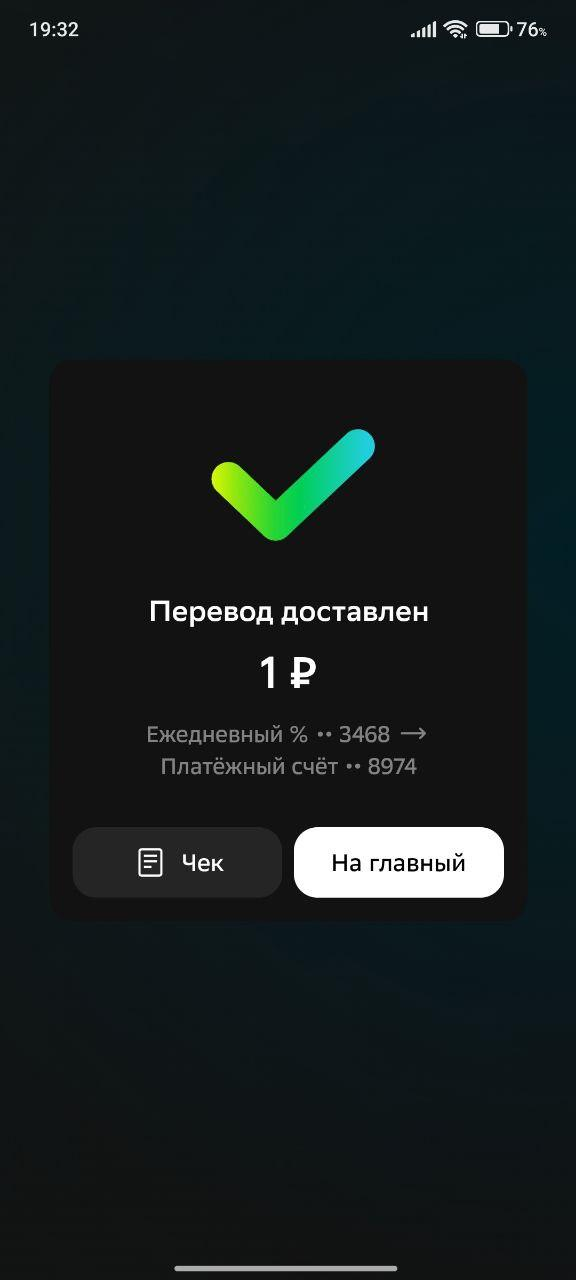 19:32
76%
Перевод доставлен
1 ₽
Ежедневный % •• 3468 →
Платёжный счёт •• 8974
Чек
На главный